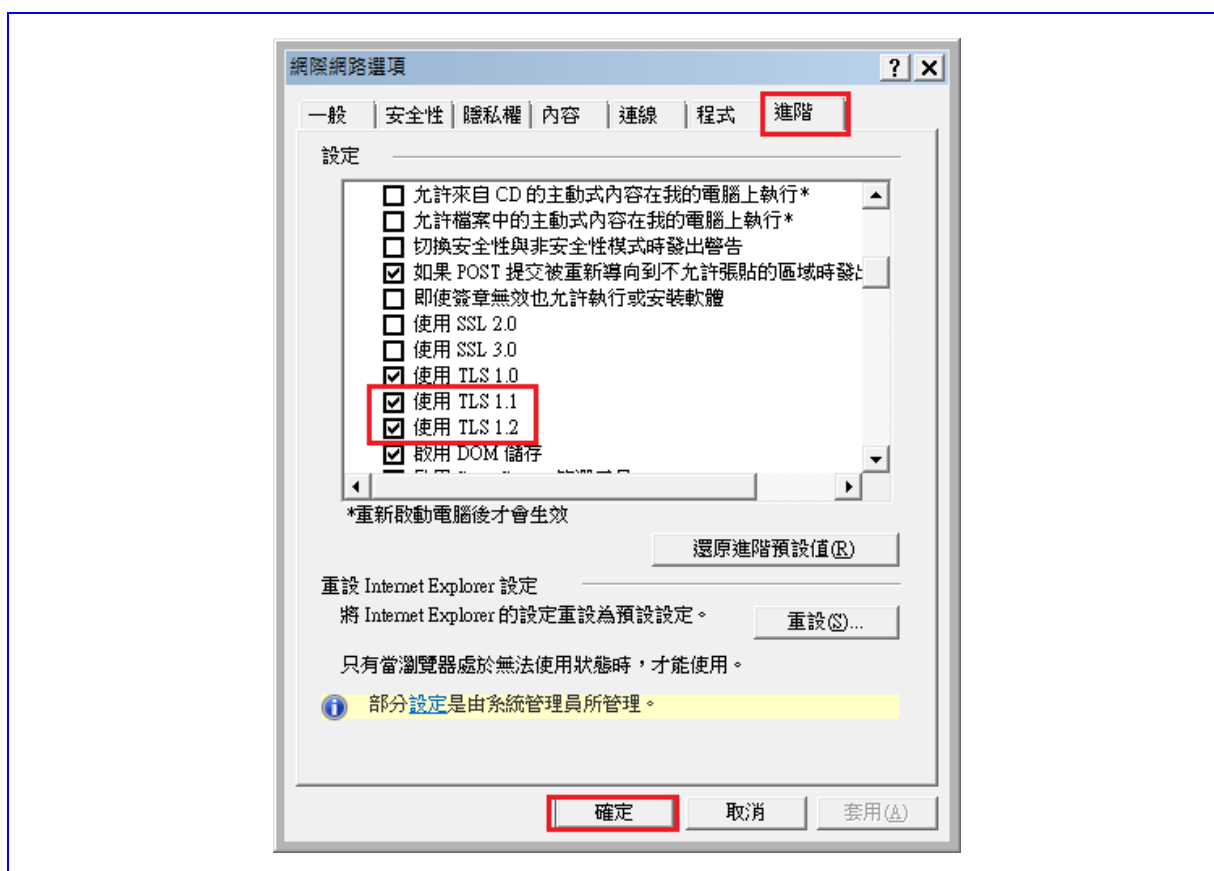 網際網路選項
一般 安全性 隱私權 內容 連線 程式 進階
設定
允許來自 CD 的主動式內容在我的電腦上執行*
允許檔案中的主動式內容在我的電腦上執行*
切換安全性與非安全性模式時發出警告
如果 POST 提交被重新導向到不允許張貼的區域時發
即使簽章無效也允許執行或安裝軟體
使用 SSL 2.0
使用 SSL 3.0
使用 TLS 1.0
使用 TLS 1.1
使用 TLS 1.2
啟用 DOM 儲存
*重新啟動電腦後才會生效
還原進階預設值(R)
重設 Internet Explorer 設定
將 Internet Explorer 的設定重設為預設設定。
重設(S)...
只有當瀏覽器處於無法使用狀態時，才能使用。
部分設定是由系統管理員所管理。
確定 取消 套用(A)